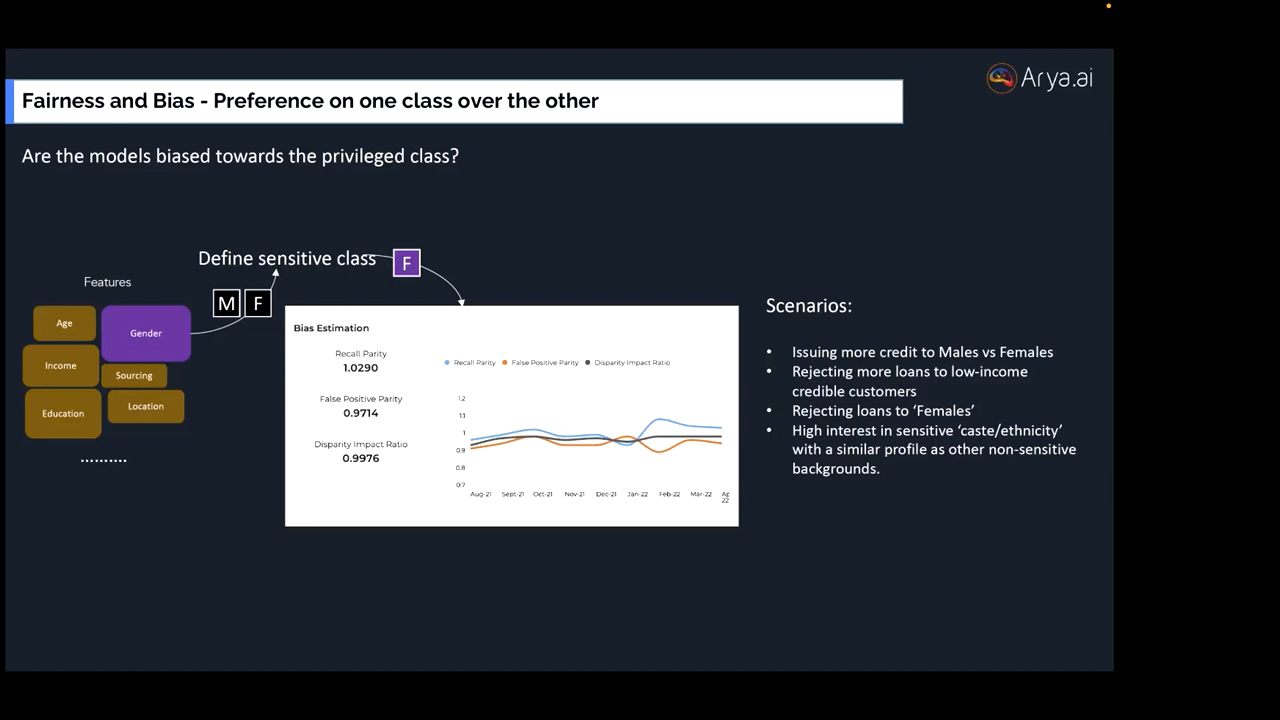 Arya.ai
Fairness and Bias - Preference on one class over the other
Are the models biased towards the privileged class?
Define sensitive class
F
Features
M
F
Age
Gender
Income
Sourcing
Education
Location
..........
Bias Estimation
Recall Parity
1.0290
False Positive Parity
0.9714
Disparity Impact Ratio
0.9976
Recall Parity False Positive Parity Disparity Impact Ratio
1.2
1.1
1
0.9
0.8
0.7
Aug-21 Sept-21 Oct-21 Nov-21 Dec-21 Jan-22 Feb-22 Mar-22 Ap
22
Scenarios:
• Issuing more credit to Males vs Females
• Rejecting more loans to low-income
credible customers
• Rejecting loans to ‘Females’
• High interest in sensitive ‘caste/ethnicity’
with a similar profile as other non-sensitive
backgrounds.